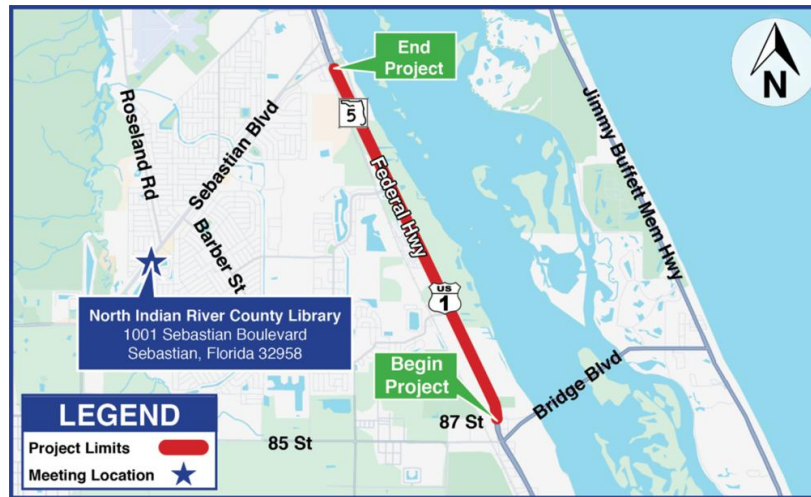 End
Project
N
5
Roseland Rd
Sebastian Blvd
Federal Hwy
Jimmy Buffett Mem Hwy
Barber St
North Indian River County Library
1001 Sebastian Boulevard
Sebastian, Florida 32958
US
1
Begin
Project
Bridge Blvd
87 St
85 St
LEGEND
Project Limits
Meeting Location